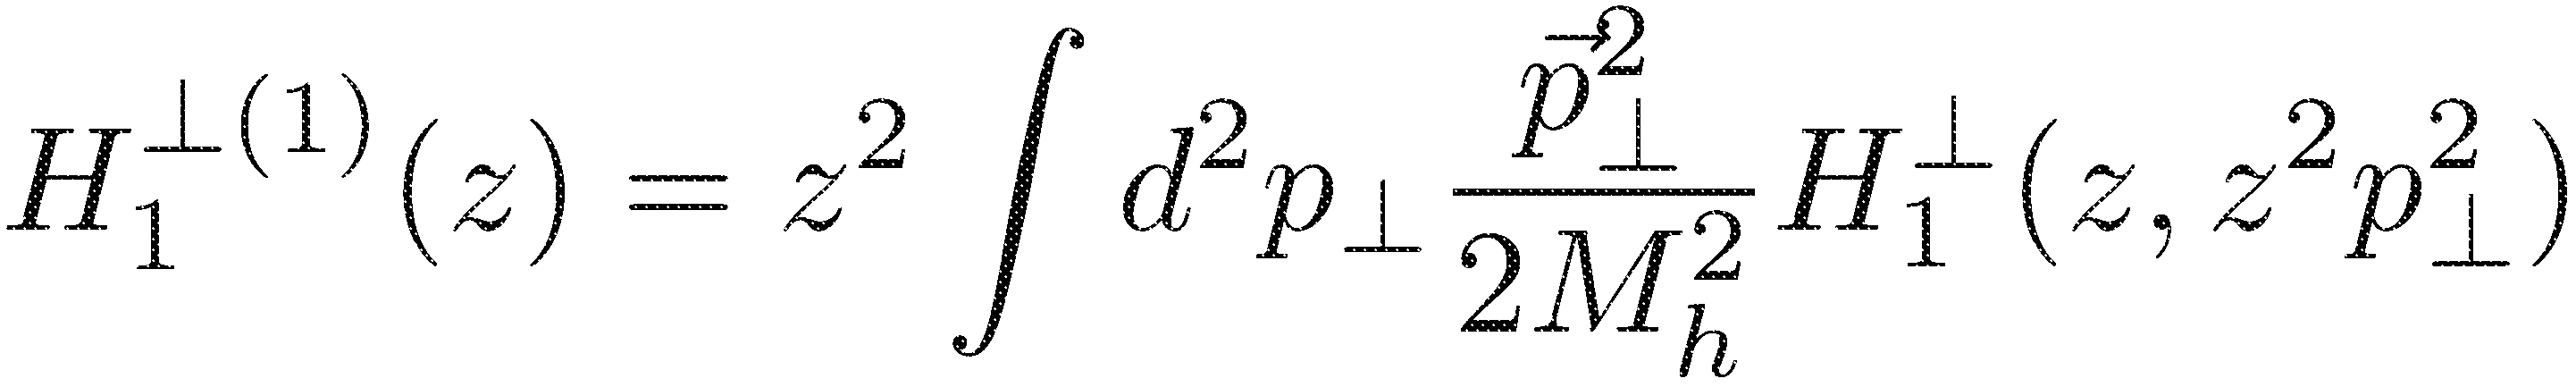 H_1^{\perp(1)}(z) = z^2 \int d^2 p_\perp \frac{\vec{p}_\perp^2}{2M_h^2} H_1^\perp(z, z^2 p_\perp^2)